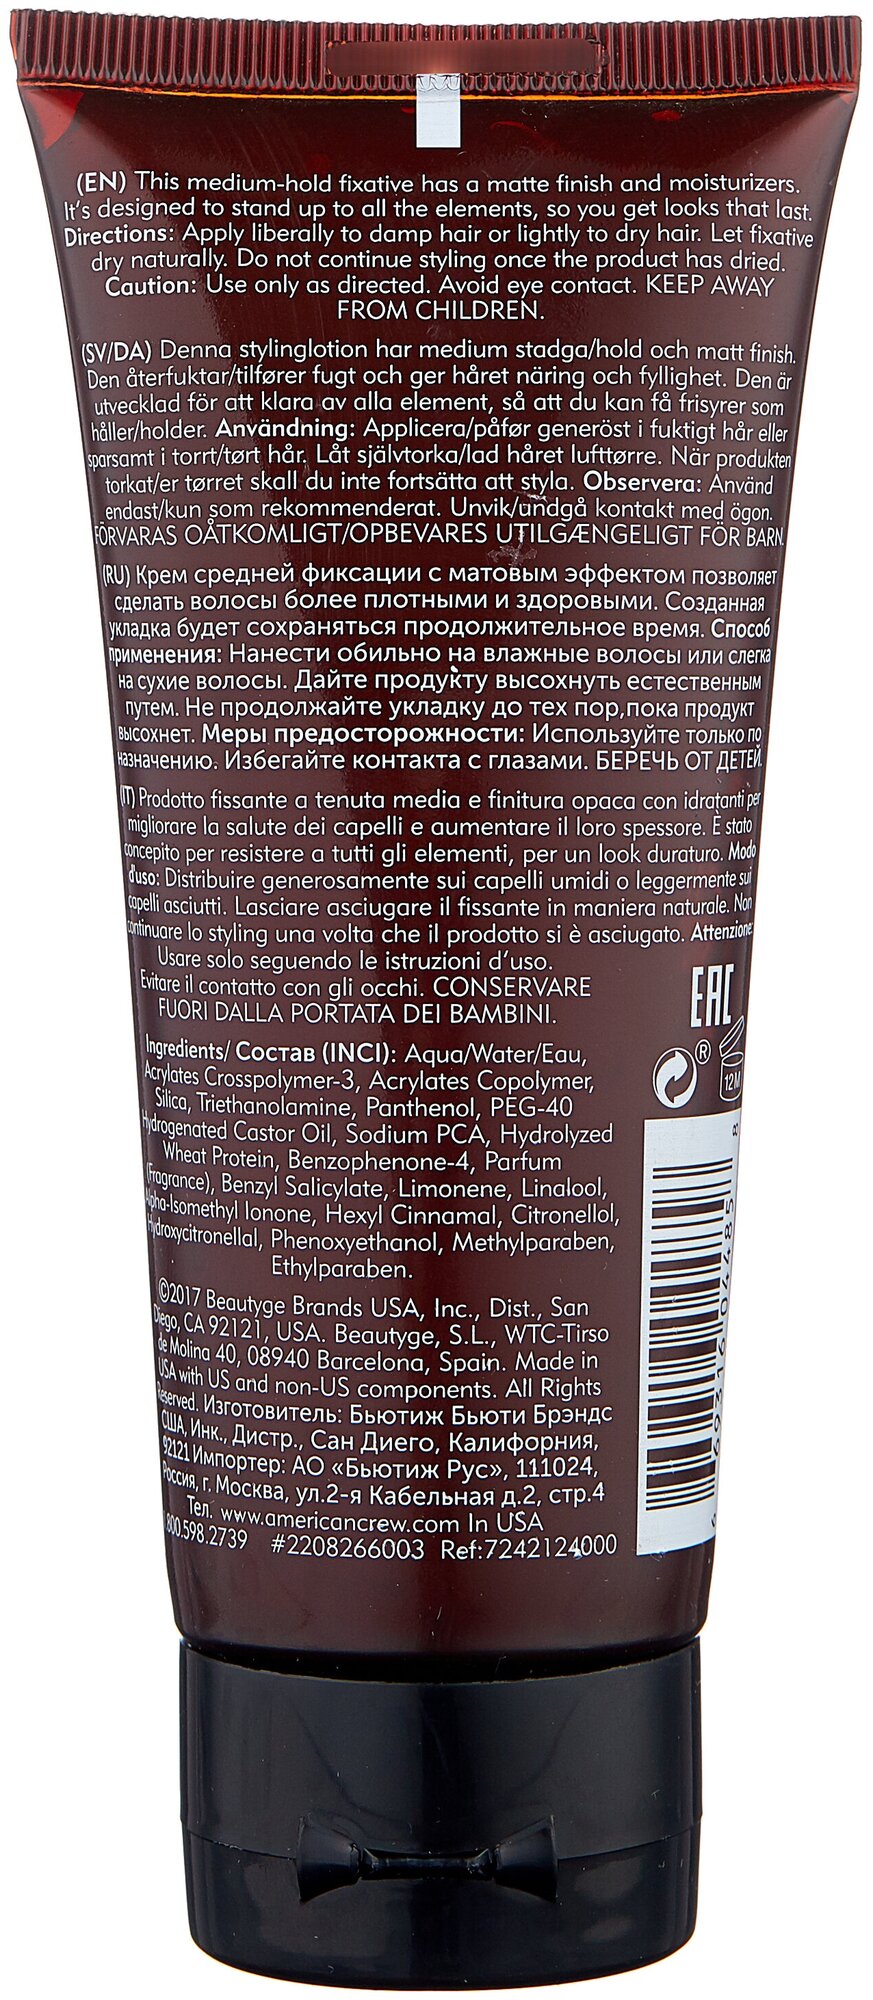 (EN) This medium-hold fixative has a matte finish and moisturizers.
It's designed to stand up to all the elements, so you get looks that last.
Directions: Apply liberally to damp hair or lightly to dry hair. Let fixative
dry naturally. Do not continue styling once the product has dried.
Caution: Use only as directed. Avoid eye contact. KEEP AWAY
FROM CHILDREN.
(SV/DA) Denna stylinglotion har medium stadga/hold och matt finish.
Den återfuktar/tilfører fugt och ger håret näring och fyllighet. Den är
utvecklad för att klara av alla element, så att du kan få frisyrer som
håller/holder. Användning: Applicera/påfør generöst i fuktigt hår eller
sparsamt i torrt/tørt hår. Låt självtorka/lad håret lufttørre. När produkten
torkat/er tørret skall du inte fortsätta att styla. Observera: Använd
endast/kun som rekommenderat. Unvik/undgå kontakt med ögon.
FÖRVARAS OÅTKOMLIGT/OPBEVARES UTILGÆNGELIGT FÖR BARN.
(RU) Крем средней фиксации с матовым эффектом позволяет
сделать волосы более плотными и здоровыми. Созданная
укладка будет сохраняться продолжительное время. Способ
применения: Нанести обильно на влажные волосы или слегка
на сухие волосы. Дайте продукту высохнуть естественным
путем. Не продолжайте укладку до тех пор,пока продукт
высохнет. Меры предосторожности: Используйте только по
назначению. Избегайте контакта с глазами. БЕРЕЧЬ ОТ ДЕТЕЙ.
(IT) Prodotto fissante a tenuta media e finitura opaca con idratanti per
migliorare la salute dei capelli e aumentare il loro spessore. È stato
concepito per resistere a tutti gli elementi, per un look duraturo. Modo
d'uso: Distribuire generosamente sui capelli umidi o leggermente sui
capelli asciutti. Lasciare asciugare il fissante in maniera naturale. Non
continuare lo styling una volta che il prodotto si è asciugato. Attenzione:
Usare solo seguendo le istruzioni d'uso.
Evitare il contatto con gli occhi. CONSERVARE
FUORI DALLA PORTATA DEI BAMBINI.
EAC
Ingredients/ Состав (INCI): Aqua/Water/Eau,
Acrylates Crosspolymer-3, Acrylates Copolymer,
Silica, Triethanolamine, Panthenol, PEG-40
Hydrogenated Castor Oil, Sodium PCA, Hydrolyzed
Wheat Protein, Benzophenone-4, Parfum
(Fragrance), Benzyl Salicylate, Limonene, Linalool,
Alpha-Isomethyl Ionone, Hexyl Cinnamal, Citronellol,
Hydroxycitronellal, Phenoxyethanol, Methylparaben,
Ethylparaben.
®
12M
©2017 Beautyge Brands USA, Inc., Dist., San
Diego, CA 92121, USA. Beautyge, S.L., WTC-Tirso
de Molina 40, 08940 Barcelona, Spain. Made in
USA with US and non-US components. All Rights
Reserved. Изготовитель: Бьютиж Бьюти Брэндс
США, Инк., Дистр., Сан Диего, Калифорния,
92121 Импортер: АО «Бьютиж Рус», 111024,
Россия, г. Москва, ул.2-я Кабельная д.2, стр.4
Тел. www.americancrew.com In USA
.800.598.2739 #2208266003 Ref:7242124000
8